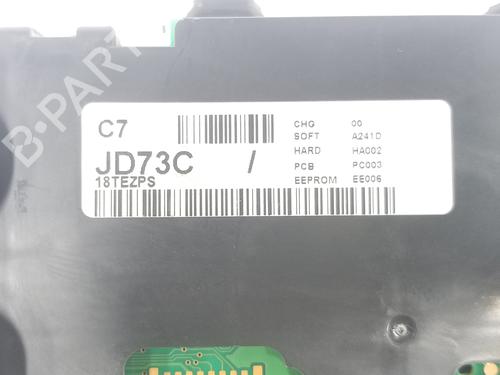 C7
CHG 00
SOFT A241D
HARD HA002
PCB PC003
EEPROM EE006
JD73C /
18TEZPS
B-PARTS